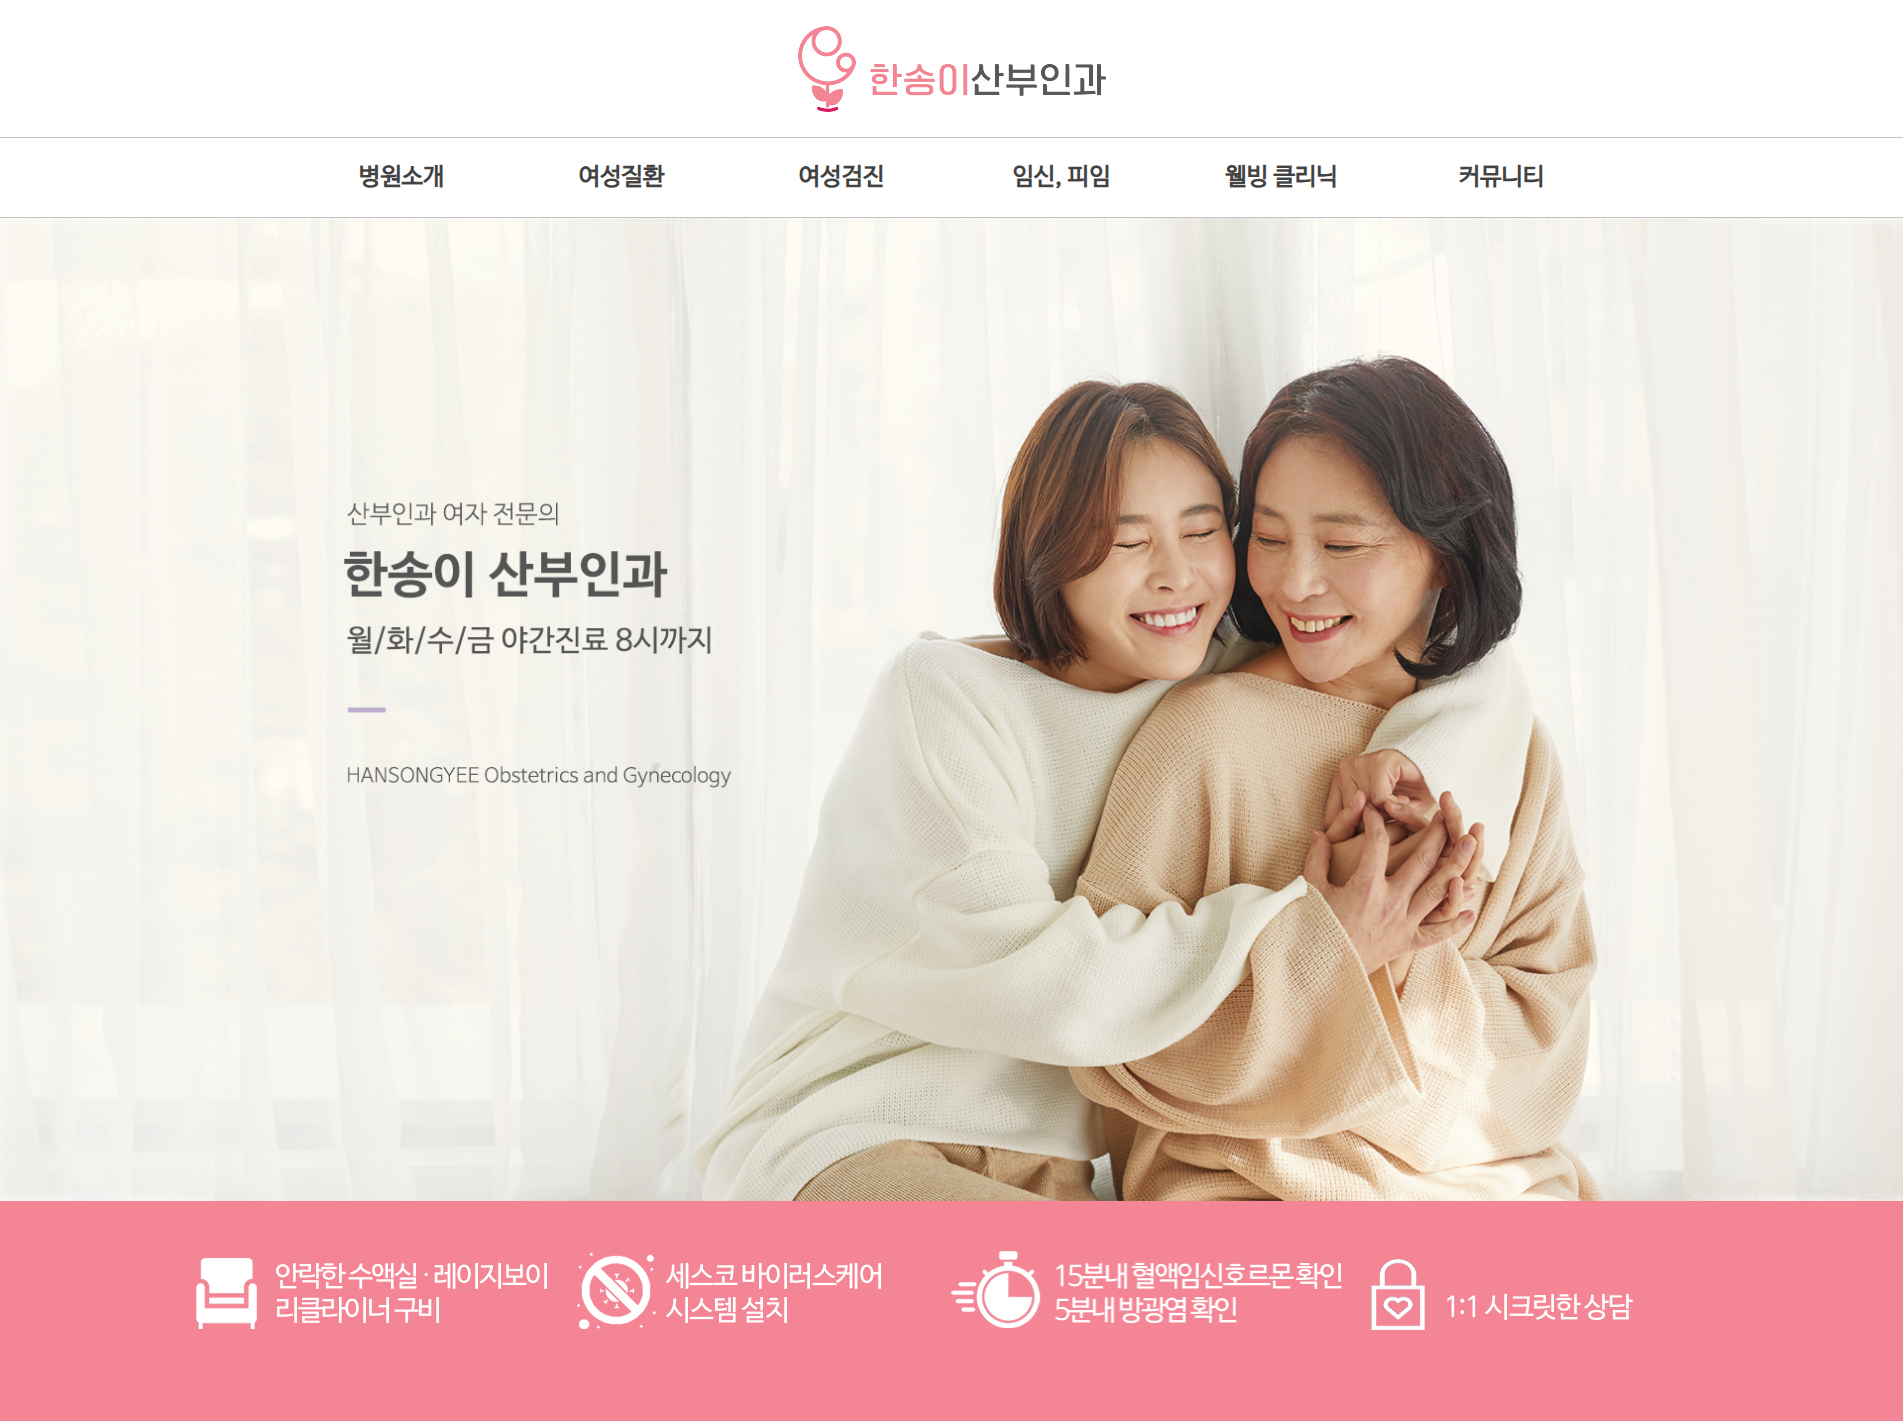 한송이산부인과
병원소개 여성질환 여성검진 임신, 피임 웰빙 클리닉 커뮤니티
산부인과 여자 전문의
한송이 산부인과
월/화/수/금 야간진료 8시까지
HANSONGYEE Obstetrics and Gynecology
안락한 수액실 · 레이지보이
리클라이너 구비
세스코 바이러스케어
시스템 설치
15분내 혈액임신호르몬 확인
5분내 방광염 확인
1:1 시크릿한 상담